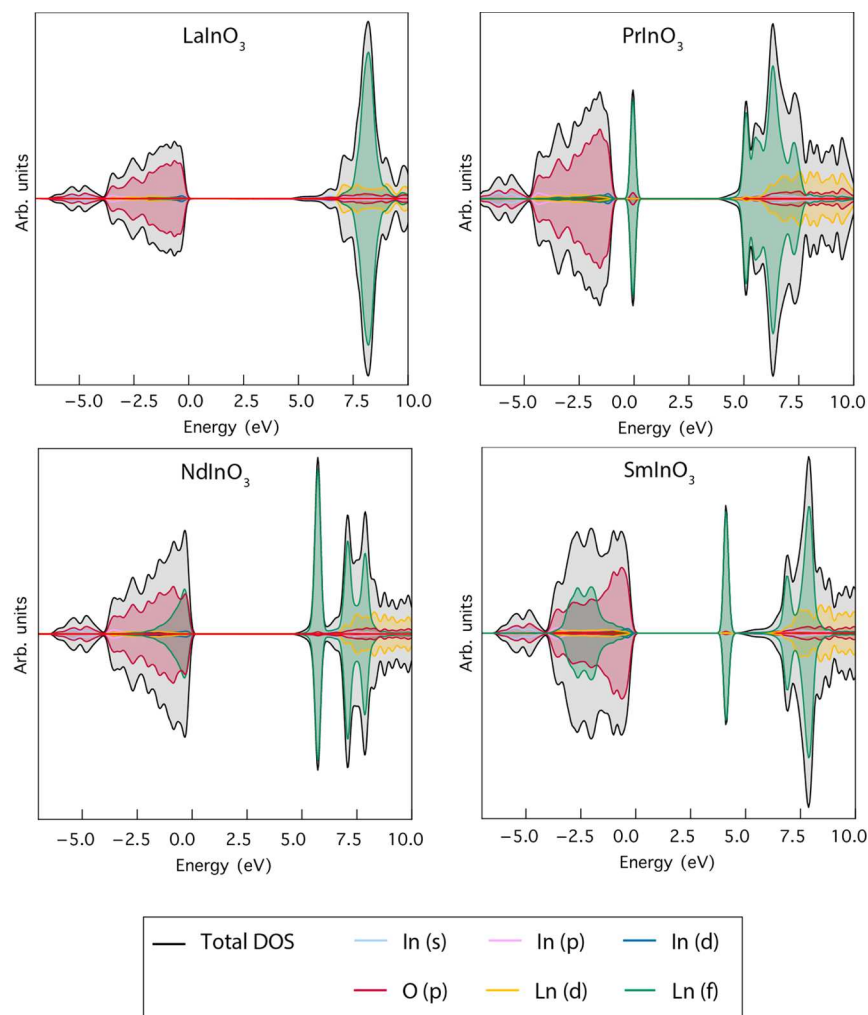 LaInO3
PrInO3
Arb. units
Arb. units
−5.0 −2.5 0.0 2.5 5.0 7.5 10.0
−5.0 −2.5 0.0 2.5 5.0 7.5 10.0
Energy (eV)
Energy (eV)
NdInO3
SmInO3
Arb. units
Arb. units
−5.0 −2.5 0.0 2.5 5.0 7.5 10.0
−5.0 −2.5 0.0 2.5 5.0 7.5 10.0
Energy (eV)
Energy (eV)
Total DOS In (s) In (p) In (d)
O (p) Ln (d) Ln (f)